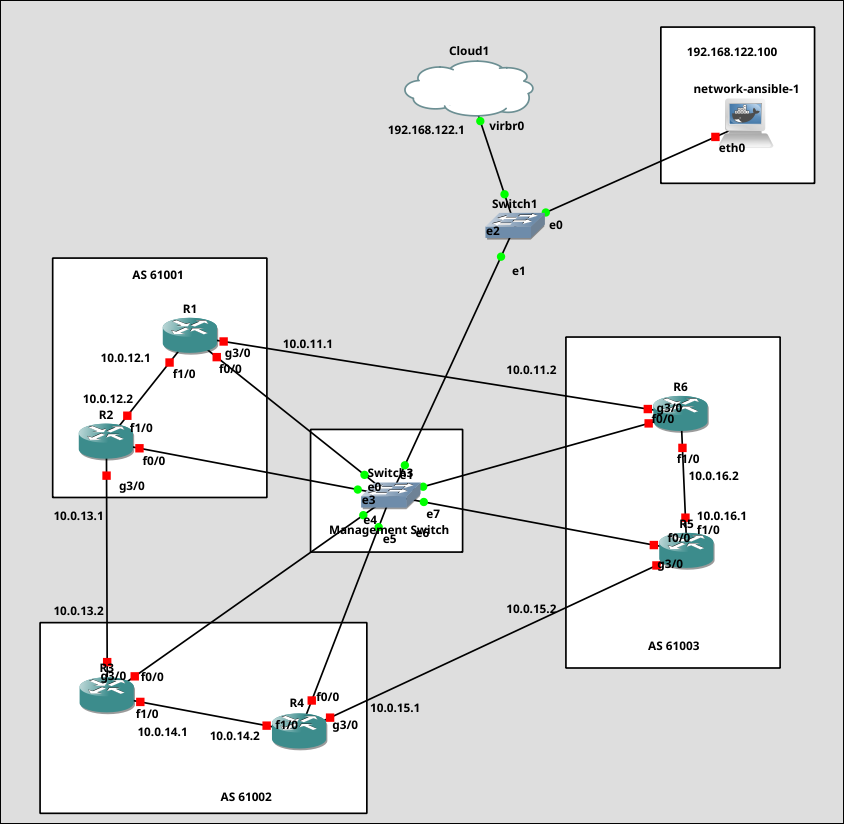 Cloud1
192.168.122.100
network-ansible-1
192.168.122.1
virbr0
eth0
Switch1
e2
e0
e1
AS 61001
R1
10.0.11.1
g3/0
10.0.12.1
f0/0
f1/0
10.0.11.2
R6
10.0.12.2
g3/0
R2
f0/0
f1/0
f0/0
f1/0
Switch3
e1
10.0.16.2
g3/0
e0
e3
10.0.13.1
e7
10.0.16.1
e4
R5
Management Switch
f1/0
e6
e5
f0/0
g3/0
10.0.13.2
10.0.15.2
AS 61003
R3
g3/0
f0/0
f0/0
R4
10.0.15.1
f1/0
f1/0
g3/0
10.0.14.1
10.0.14.2
AS 61002